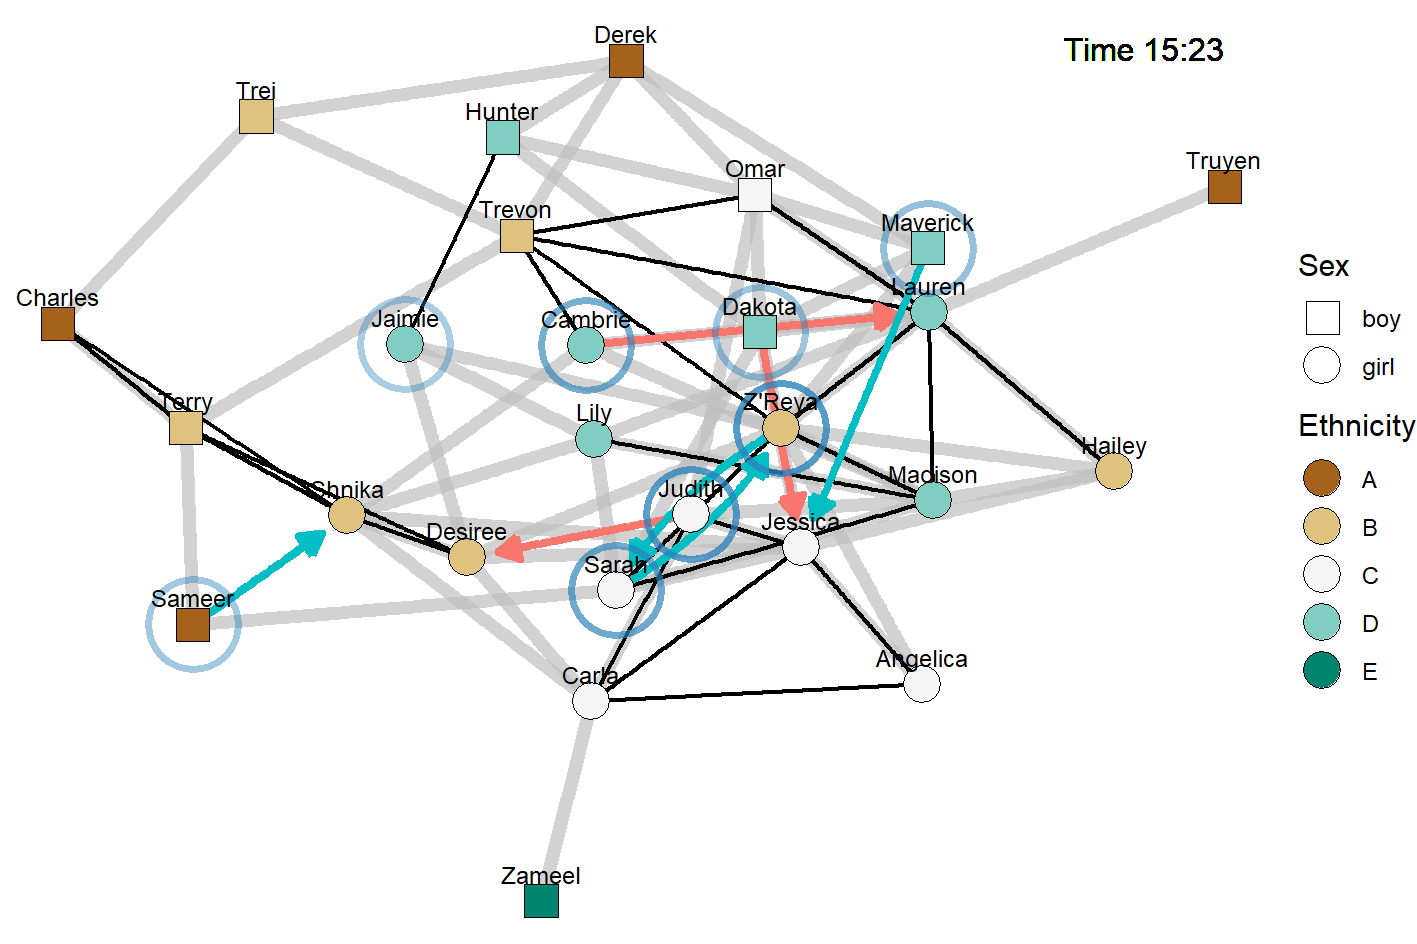 Derek
Time 15:23
Trei
Hunter
Omar
Truyen
Trevon
Maverick
Sex
Lauren
Charles
Dakota
boy
Jaimie
Cambrie
girl
Terry
Lily
Z'Reya
Ethnicity
Hailey
Madison
A
Shnika
Judith
B
Desiree
Jessica
Sarah
C
Sameer
D
Carla
Angelica
E
Zameel